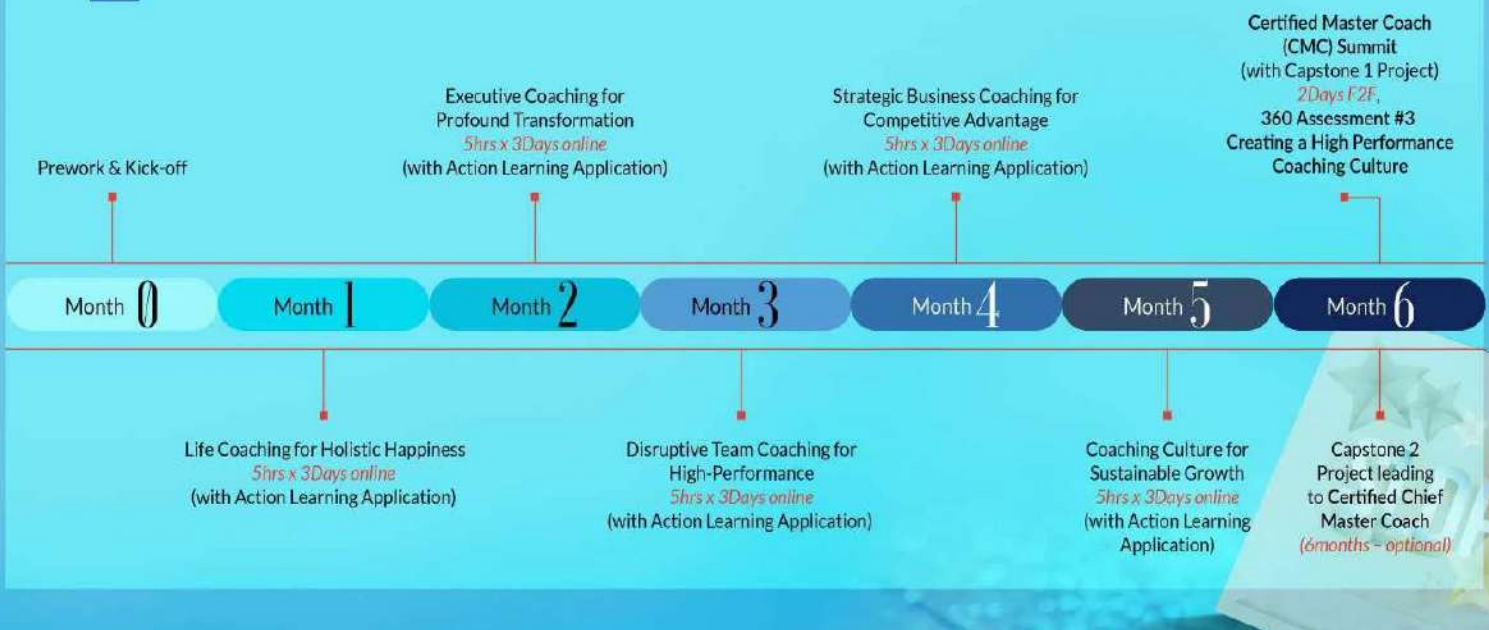 Prework & Kick-off
Executive Coaching for
Profound Transformation
5hrs x 3Days online
(with Action Learning Application)
Strategic Business Coaching for
Competitive Advantage
5hrs x 3Days online
(with Action Learning Application)
Certified Master Coach
(CMC) Summit
(with Capstone 1 Project)
2Days F2F,
360 Assessment #3
Creating a High Performance
Coaching Culture
Month 0
Month 1
Month 2
Month 3
Month 4
Month 5
Month 6
Life Coaching for Holistic Happiness
5hrs x 3Days online
(with Action Learning Application)
Disruptive Team Coaching for
High-Performance
5hrs x 3Days online
(with Action Learning Application)
Coaching Culture for
Sustainable Growth
5hrs x 3Days online
(with Action Learning
Application)
Capstone 2
Project leading
to Certified Chief
Master Coach
(6months – optional)